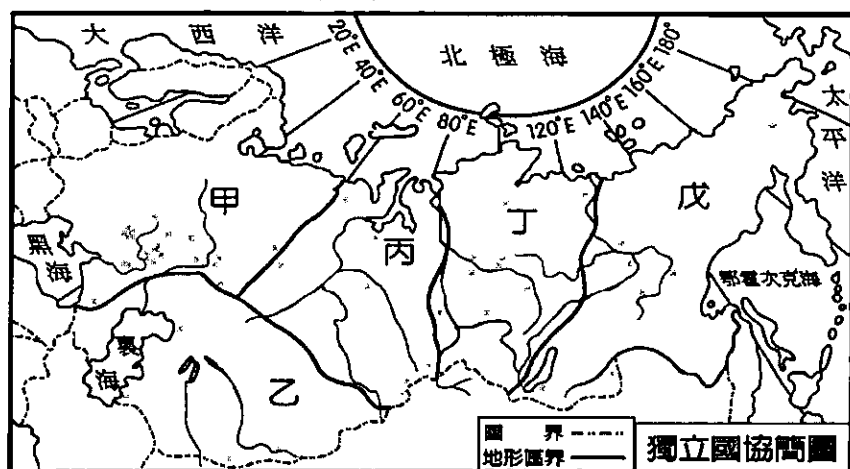 大西洋
北極海
20°E
40°E
60°E
80°E
120°E
140°E
160°E
180°
太平洋
甲
丙
丁
戊
黑海
鄂霍次克海
裏海
乙
國界
地形區界
獨立國協簡圖